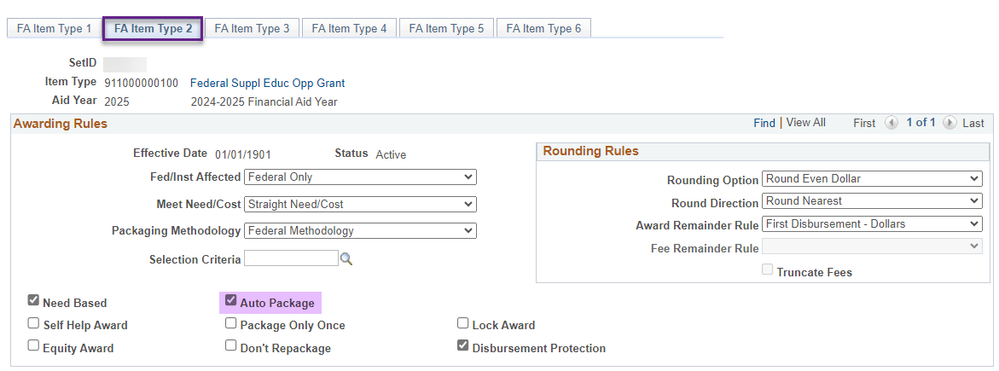 FA Item Type 1 FA Item Type 2 FA Item Type 3 FA Item Type 4 FA Item Type 5 FA Item Type 6
SetID
Item Type 911000000100 Federal Suppl Educ Opp Grant
Aid Year 2025 2024-2025 Financial Aid Year
Awarding Rules Find | View All First 1 of 1 Last
Effective Date 01/01/1901 Status Active
Fed/Inst Affected Federal Only
Meet Need/Cost Straight Need/Cost
Packaging Methodology Federal Methodology
Selection Criteria
Rounding Rules
Rounding Option Round Even Dollar
Round Direction Round Nearest
Award Remainder Rule First Disbursement - Dollars
Fee Remainder Rule
Truncate Fees
Need Based Auto Package
Self Help Award Package Only Once Lock Award
Equity Award Don't Repackage Disbursement Protection